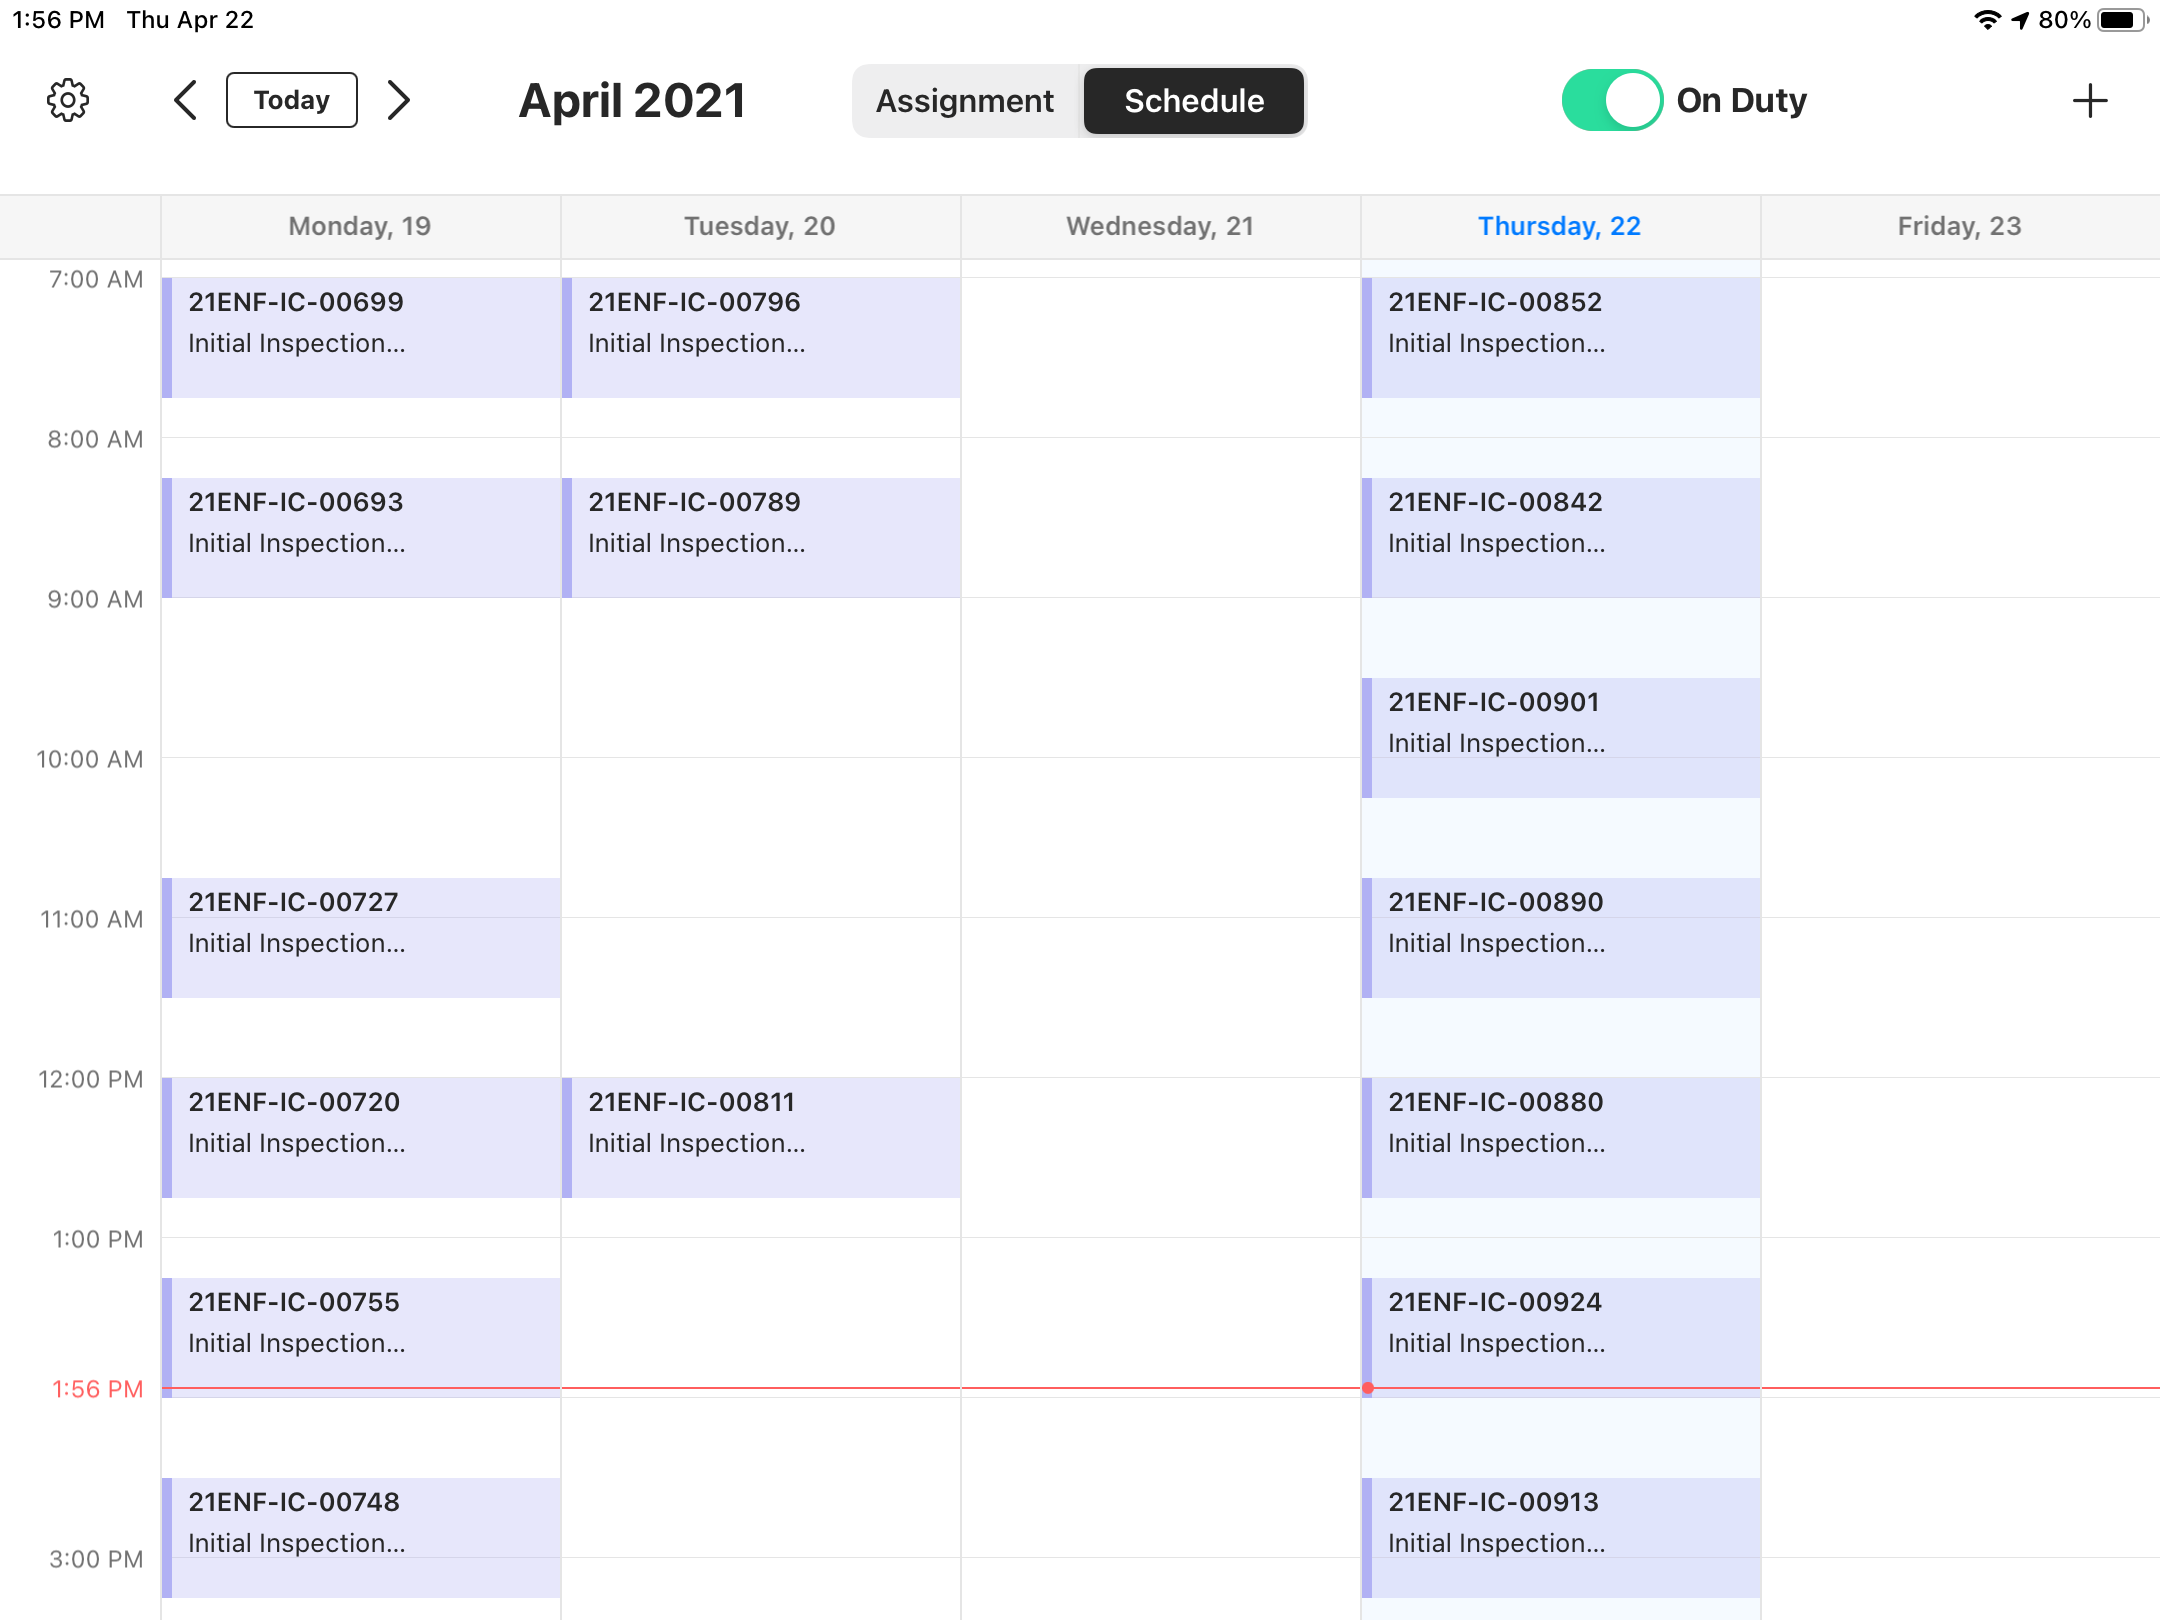 1:56 PM Thu Apr 22 80%
Today April 2021 Assignment Schedule On Duty
Monday, 19 Tuesday, 20 Wednesday, 21 Thursday, 22 Friday, 23
7:00 AM
21ENF-IC-00699 21ENF-IC-00796 21ENF-IC-00852
Initial Inspection... Initial Inspection... Initial Inspection...
8:00 AM
21ENF-IC-00693 21ENF-IC-00789 21ENF-IC-00842
Initial Inspection... Initial Inspection... Initial Inspection...
9:00 AM
21ENF-IC-00901
Initial Inspection...
10:00 AM
21ENF-IC-00727 21ENF-IC-00890
11:00 AM
Initial Inspection... Initial Inspection...
12:00 PM
21ENF-IC-00720 21ENF-IC-00811 21ENF-IC-00880
Initial Inspection... Initial Inspection... Initial Inspection...
1:00 PM
21ENF-IC-00755 21ENF-IC-00924
Initial Inspection... Initial Inspection...
1:56 PM
21ENF-IC-00748 21ENF-IC-00913
Initial Inspection... Initial Inspection...
3:00 PM